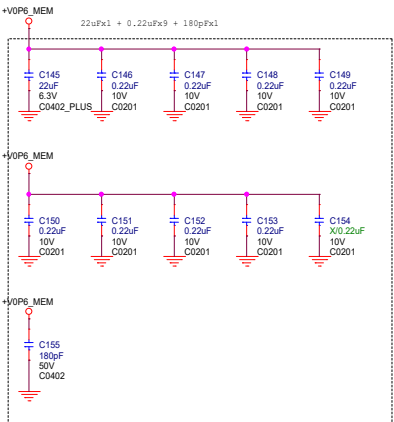 +V0P6_MEM
22uFx1 + 0.22uFx9 + 180pFx1
C145
22uF
6.3V
C0402_PLUS
C146
0.22uF
10V
C0201
C147
0.22uF
10V
C0201
C148
0.22uF
10V
C0201
C149
0.22uF
10V
C0201
+V0P6_MEM
C150
0.22uF
10V
C0201
C151
0.22uF
10V
C0201
C152
0.22uF
10V
C0201
C153
0.22uF
10V
C0201
C154
X/0.22uF
10V
C0201
+V0P6_MEM
C155
180pF
50V
C0402